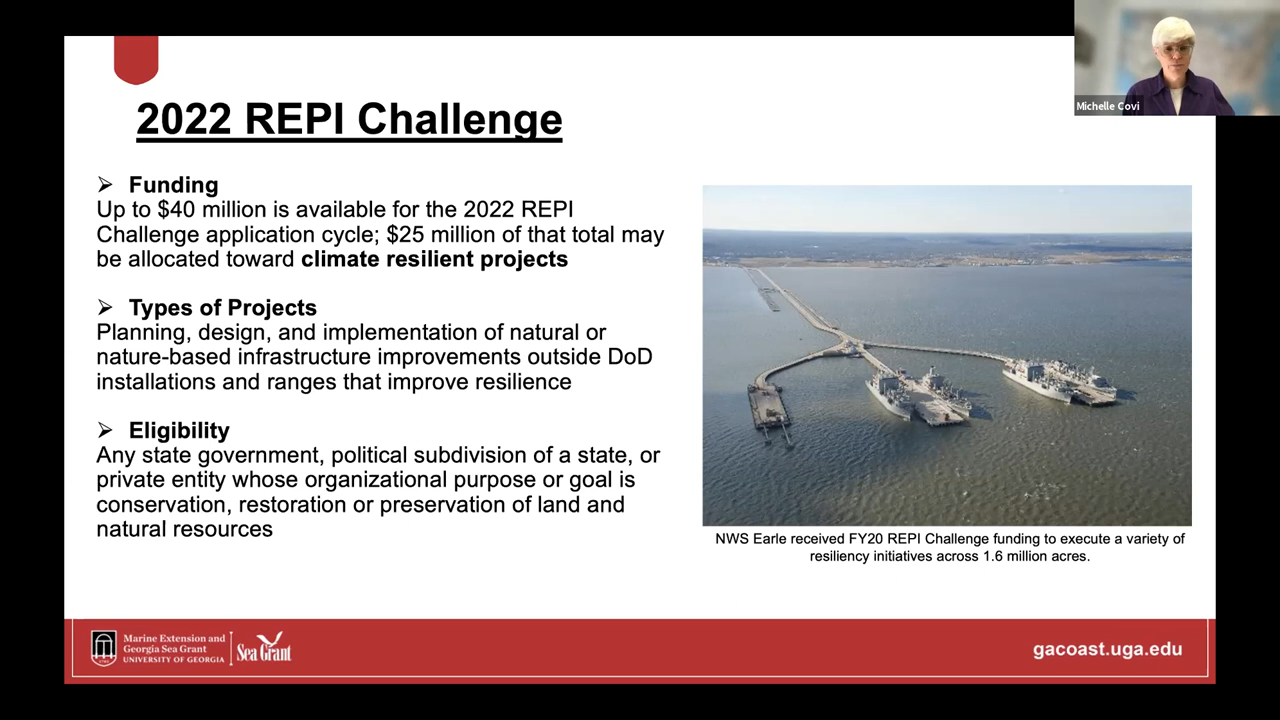 Michelle Covi
2022 REPI Challenge
➢ Funding
Up to $40 million is available for the 2022 REPI
Challenge application cycle; $25 million of that total may
be allocated toward climate resilient projects
➢ Types of Projects
Planning, design, and implementation of natural or
nature-based infrastructure improvements outside DoD
installations and ranges that improve resilience
➢ Eligibility
Any state government, political subdivision of a state, or
private entity whose organizational purpose or goal is
conservation, restoration or preservation of land and
natural resources
NWS Earle received FY20 REPI Challenge funding to execute a variety of
resiliency initiatives across 1.6 million acres.
Marine Extension and
Georgia Sea Grant
UNIVERSITY OF GEORGIA
Sea Grant
gacoast.uga.edu